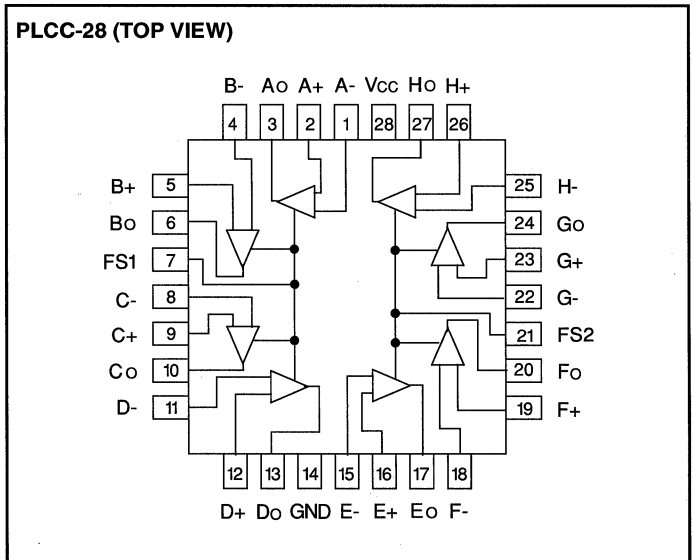 PLCC-28 (TOP VIEW)
B- AO A+ A- VCC HO H+
4 3 2 1 28 27 26
B+ 5 25 H-
BO 6 24 GO
FS1 7 23 G+
C- 8 22 G-
C+ 9 21 FS2
CO 10 20 FO
D- 11 19 F+
12 13 14 15 16 17 18
D+ DO GND E- E+ EO F-